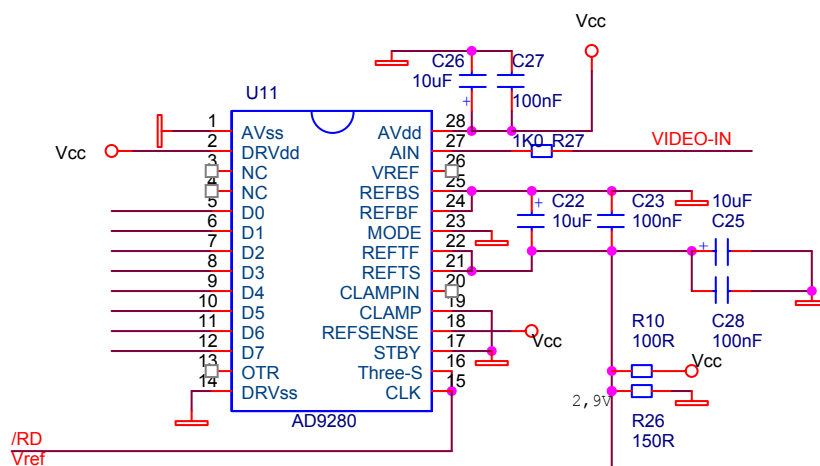 Vcc
C26
C27
10uF
100nF
+
U11
1
AVss
AVdd
28
Vcc
2
DRVdd
AIN
27
1K0 R27
VIDEO-IN
3
NC
VREF
26
4
NC
REFBS
25
5
D0
REFBF
24
6
D1
MODE
23
7
D2
REFTF
22
8
D3
REFTS
21
9
D4
CLAMPIN
20
10
D5
CLAMP
19
11
D6
REFSENSE
18
Vcc
12
D7
STBY
17
13
OTR
Three-S
16
14
DRVss
CLK
15
AD9280
+
C22
10uF
C23
100nF
10uF
C25
+
C28
100nF
R10
100R
Vcc
2,9V
R26
150R
/RD
Vref